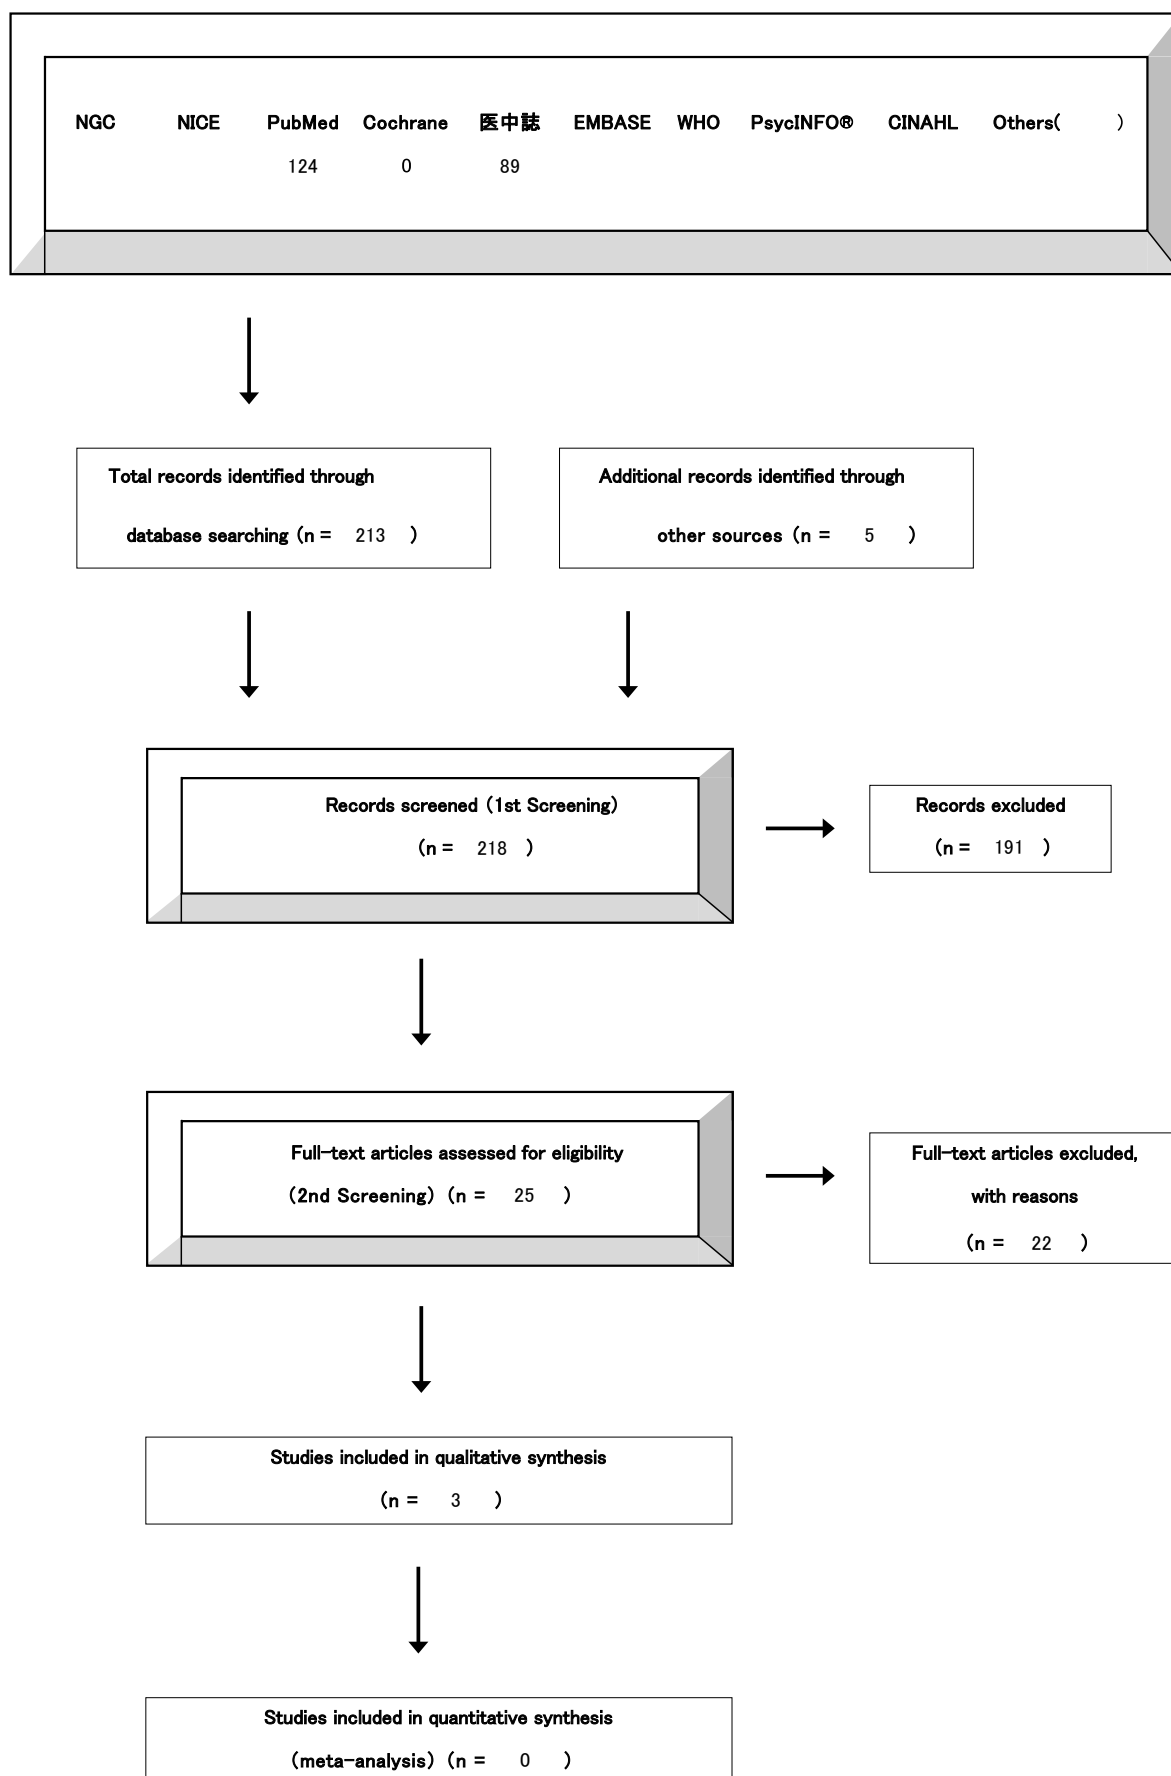 NGC NICE PubMed Cochrane 医中誌 EMBASE WHO PsycINFO® CINAHL Others( )
124 0 89
Total records identified through
database searching (n = 213 )
Additional records identified through
other sources (n = 5 )
Records screened (1st Screening)
(n = 218 )
Records excluded
(n = 191 )
Full-text articles assessed for eligibility
(2nd Screening) (n = 25 )
Full-text articles excluded,
with reasons
(n = 22 )
Studies included in qualitative synthesis
(n = 3 )
Studies included in quantitative synthesis
(meta-analysis) (n = 0 )